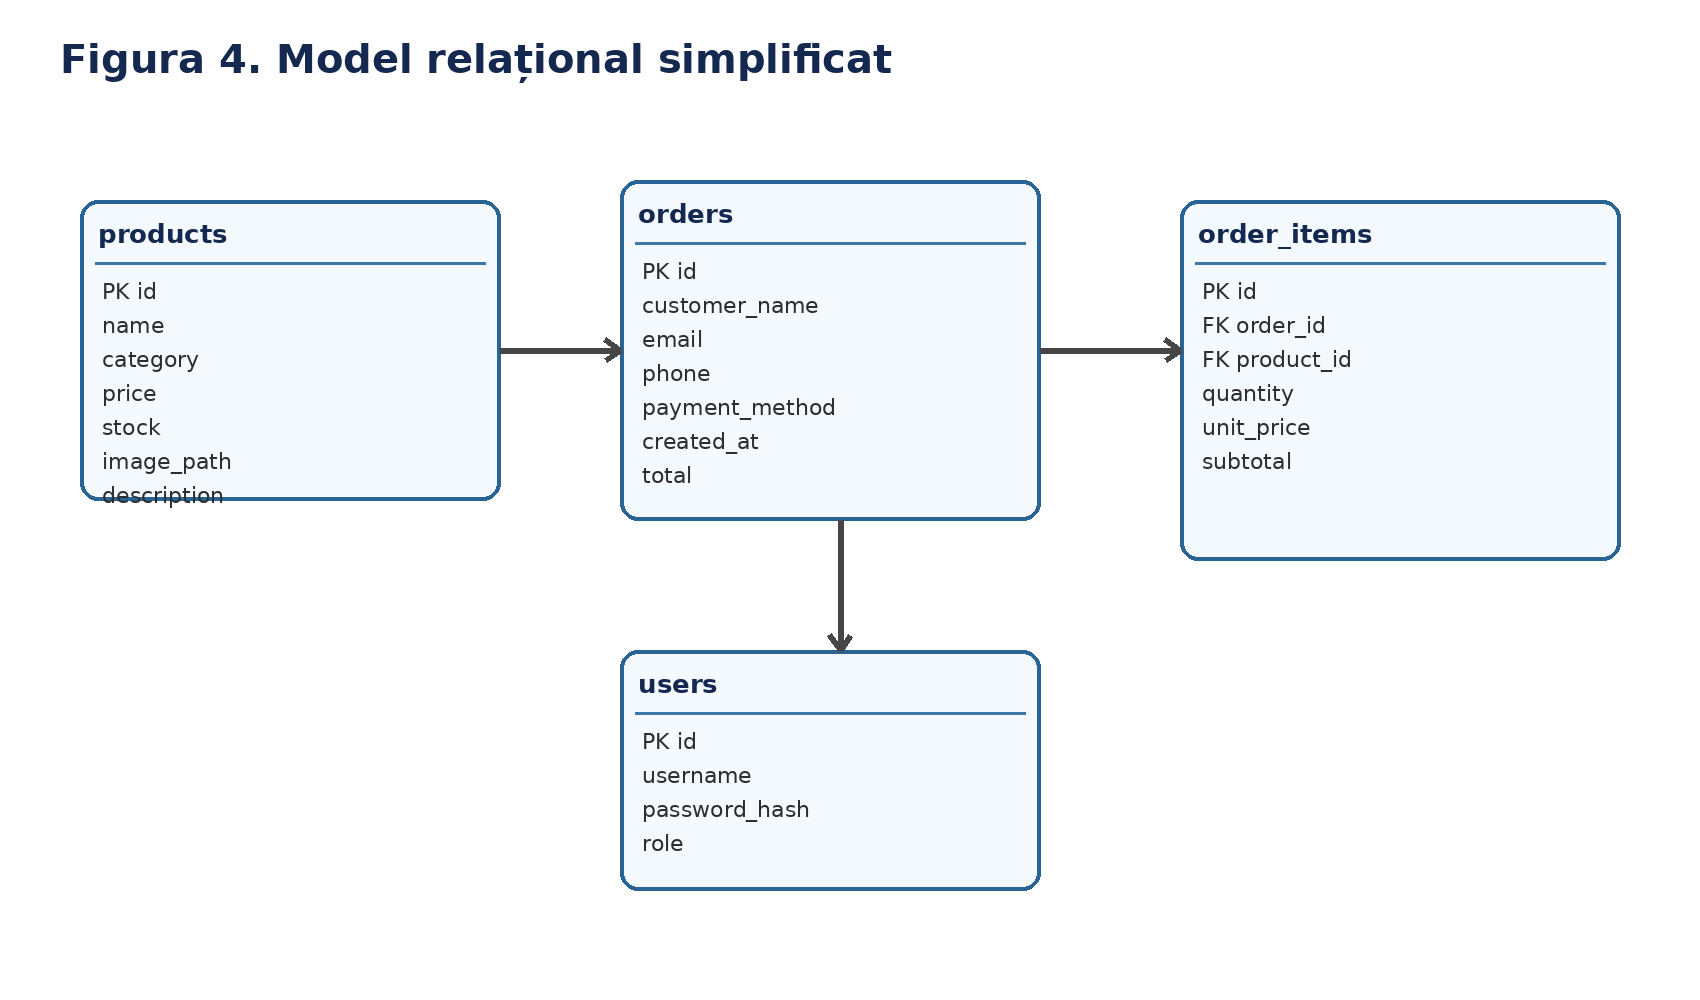 Figura 4. Model relațional simplificat
products
PK id
name
category
price
stock
image_path
description
orders
PK id
customer_name
email
phone
payment_method
created_at
total
order_items
PK id
FK order_id
FK product_id
quantity
unit_price
subtotal
users
PK id
username
password_hash
role